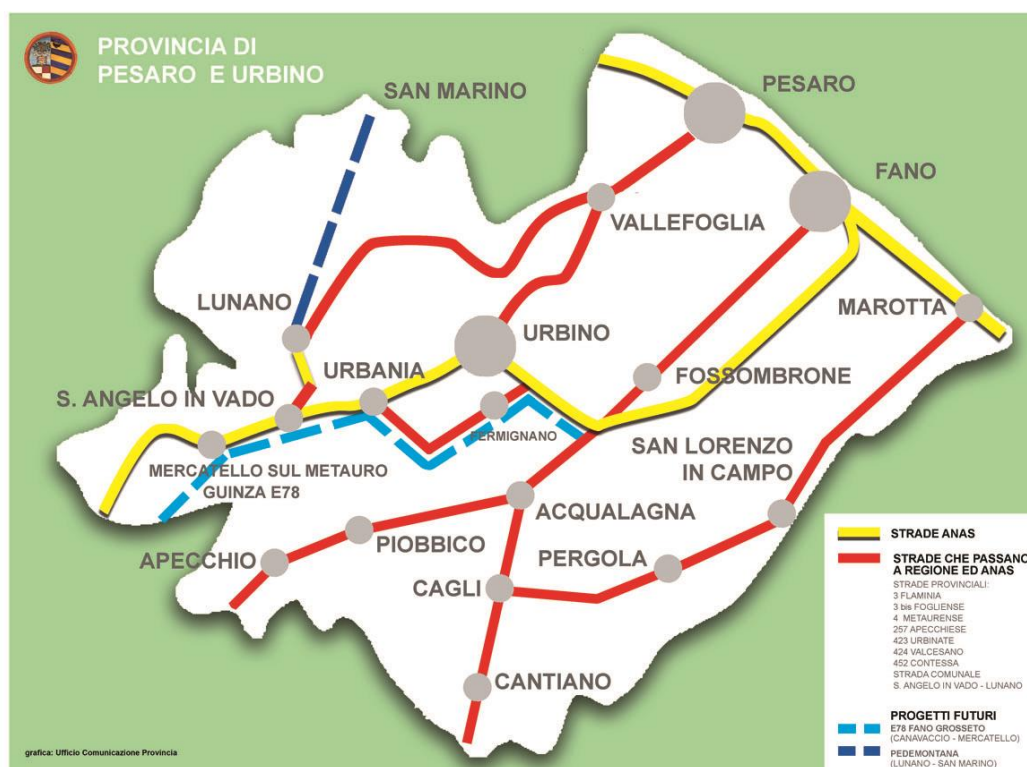 PROVINCIA DI
PESARO E URBINO
SAN MARINO
PESARO
FANO
VALLEFOGLIA
LUNANO
MAROTTA
URBINO
URBANIA
S. ANGELO IN VADO
FOSSOMBRONE
FERMIGNANO
MERCATELLO SUL METAURO
GUINZA E78
SAN LORENZO
IN CAMPO
ACQUALAGNA
PIOBBICO
APECCHIO
PERGOLA
CAGLI
CANTIANO
STRADE ANAS
STRADE CHE PASSANO
A REGIONE ED ANAS
STRADE PROVINCIALI:
3 FLAMINIA
3 bis FOGLIENSE
4 METAURENSE
257 APECCHIESE
423 URBINATE
424 VALCESANO
452 CONTESSA
STRADA COMUNALE
S. ANGELO IN VADO - LUNANO
PROGETTI FUTURI
E78 FANO GROSSETO
(CANAVACCIO - MERCATELLO)
PEDEMONTANA
(LUNANO - SAN MARINO)
grafica: Ufficio Comunicazione Provincia